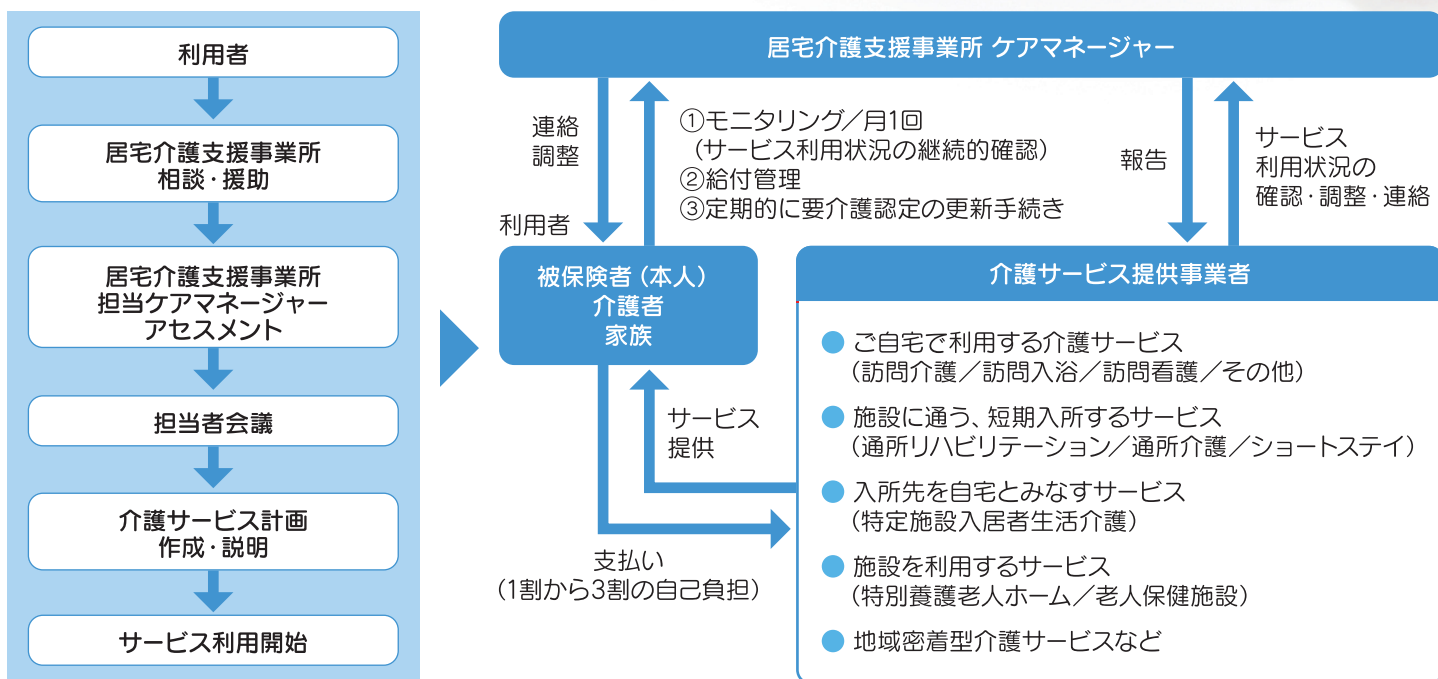 利用者
居宅介護支援事業所
相談・援助
居宅介護支援事業所
担当ケアマネージャー
アセスメント
担当者会議
介護サービス計画
作成・説明
サービス利用開始
居宅介護支援事業所 ケアマネージャー
連絡
調整
①モニタリング／月1回
（サービス利用状況の継続的確認）
②給付管理
③定期的に要介護認定の更新手続き
報告
サービス
利用状況の
確認・調整・連絡
利用者
被保険者（本人）
介護者
家族
サービス
提供
支払い
（1割から3割の自己負担）
介護サービス提供事業者
● ご自宅で利用する介護サービス
（訪問介護／訪問入浴／訪問看護／その他）
● 施設に通う、短期入所するサービス
（通所リハビリテーション／通所介護／ショートステイ）
● 入所先を自宅とみなすサービス
（特定施設入居者生活介護）
● 施設を利用するサービス
（特別養護老人ホーム／老人保健施設）
● 地域密着型介護サービスなど